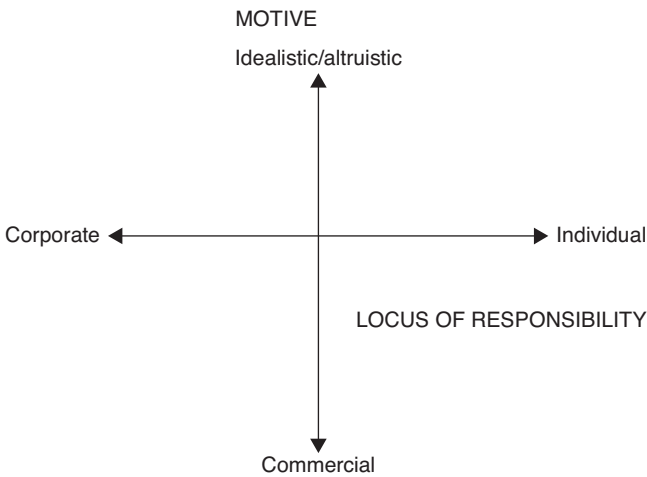 MOTIVE
Idealistic/altruistic
Corporate
Individual
LOCUS OF RESPONSIBILITY
Commercial